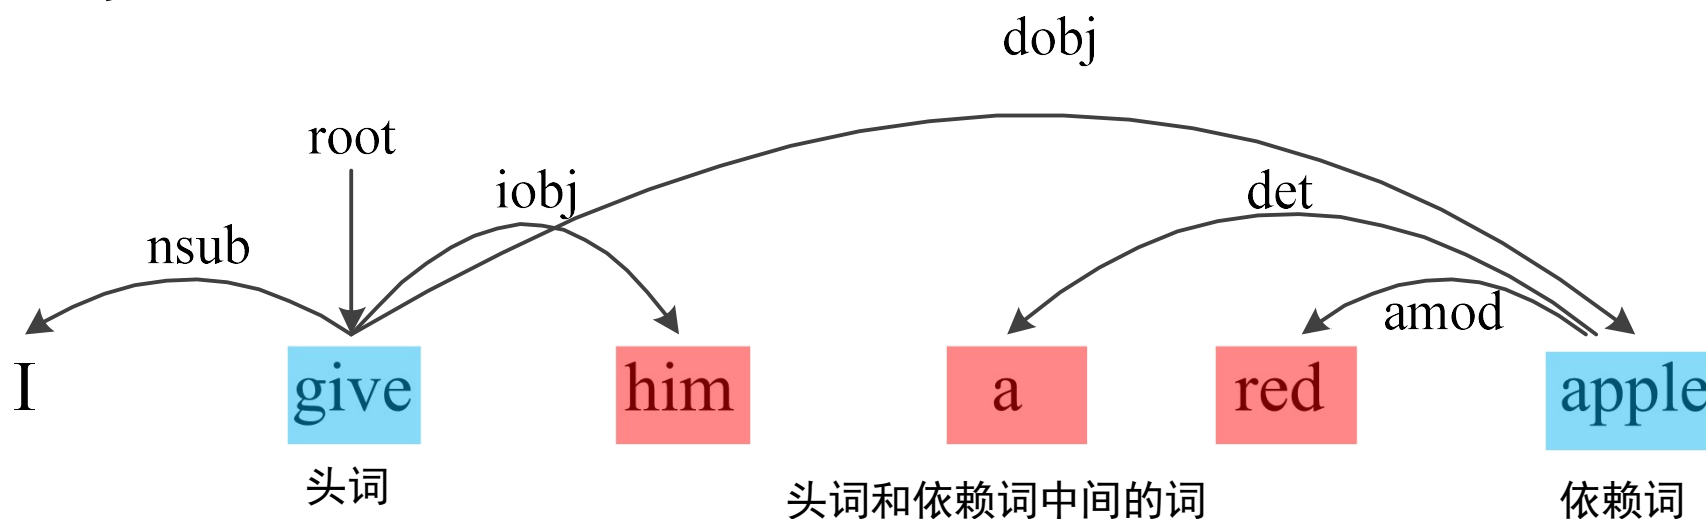 dobj
root
iobj
det
nsub
amod
I give him a red apple
头词 头词和依赖词中间的词 依赖词